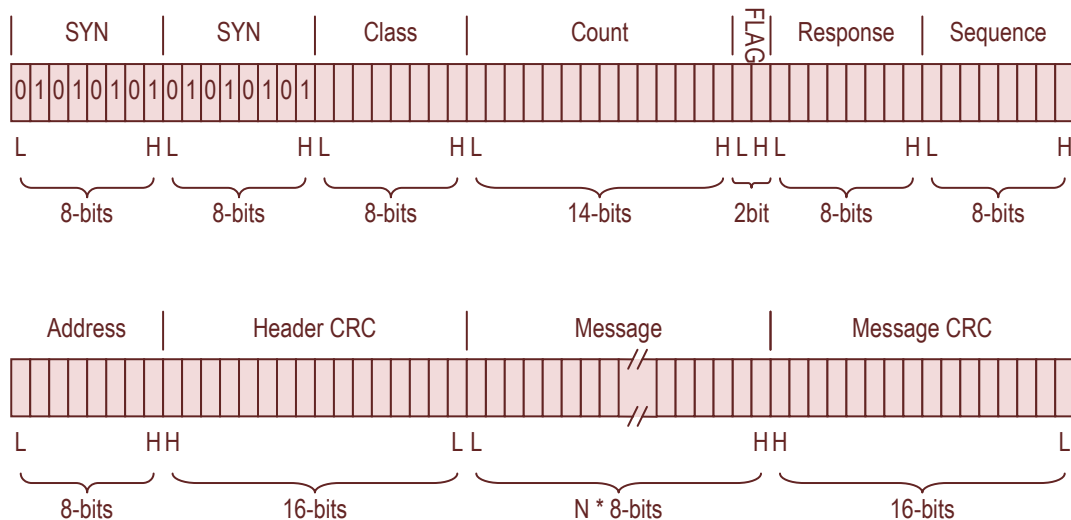 SYN SYN Class Count FLAG Response Sequence
0 1 0 1 0 1 0 1 0 1 0 1 0 1 0 1
L H L H L H L H L H L H L H
8-bits 8-bits 8-bits 14-bits 2bit 8-bits 8-bits
Address Header CRC Message Message CRC
L H H L L H H L
8-bits 16-bits N * 8-bits 16-bits